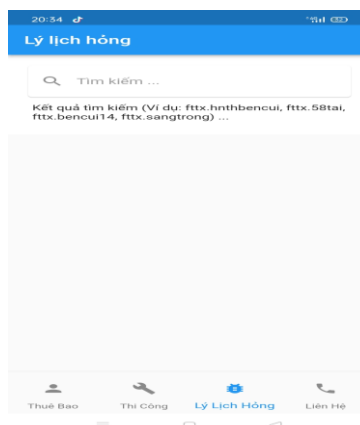 20:34
Lý lịch hỏng
Tìm kiếm ...
Kết quả tìm kiếm (Ví dụ: fttx.hnthbencui, fttx.58tai,
fttx.bencui14, fttx.sangtrong) ...
Thuê Bao Thi Công Lý Lịch Hỏng Liên Hệ